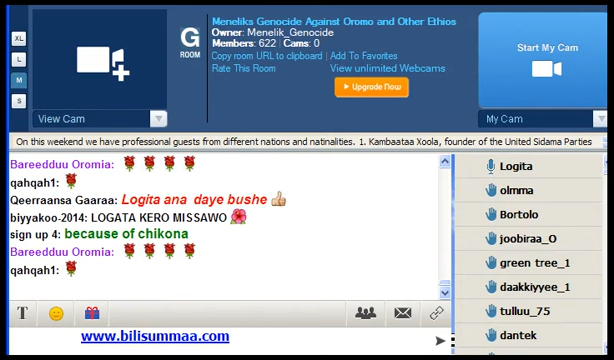 XL
L
M
S
View Cam
G
ROOM
Meneliks Genocide Against Oromo and Other Ethios
Owner: Menelik_Genocide
Members: 622 | Cams: 0
Copy room URL to clipboard | Add To Favorites
Rate This Room View unlimited Webcams
Upgrade Now
Start My Cam
My Cam
On this weekend we have professional guests from different nations and natinalities. 1. Kambaataa Xoola, founder of the United Sidama Parties
Bareedduu Oromia:
qahqah1:
Qeerraansa Gaaraa: Logita ana daye bushe
biyyakoo-2014: LOGATA KERO MISSAWO
sign up 4: because of chikona
Bareedduu Oromia:
qahqah1:
T
www.bilisummaa.com
Logita
olmma
Bortolo
joobiraa_O
green tree_1
daakkiyyee_1
tulluu_75
dantek